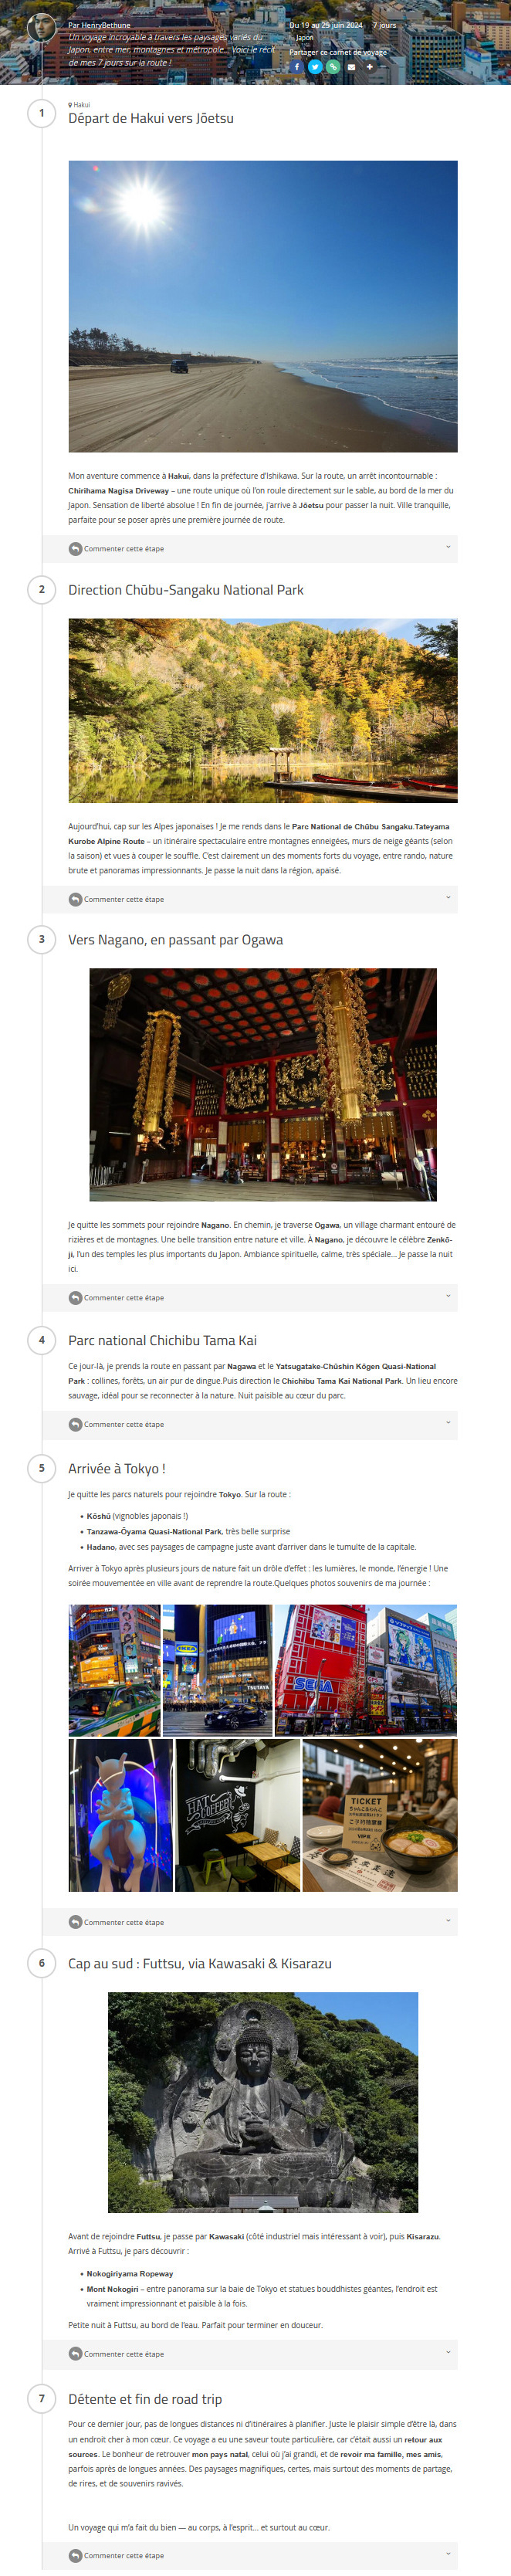 Par HenryBethune
Un voyage incroyable à travers les paysages variés du
Japon, entre mer, montagnes et métropole... Voici le récit
de mes 7 jours sur la route !
Du 19 au 25 juin 2024
7 jours
Japon
Partager ce carnet de voyage
1
Hakui
Départ de Hakui vers Jōetsu
Mon aventure commence à Hakui, dans la préfecture d'Ishikawa. Sur la route, un arrêt incontournable :
Chirihama Nagisa Driveway – une route unique où l'on roule directement sur le sable, au bord de la mer du
Japon. Sensation de liberté absolue ! En fin de journée, j'arrive à Jōetsu pour passer la nuit. Ville tranquille,
parfaite pour se poser après une première journée de route.
Commenter cette étape
2
Direction Chūbu-Sangaku National Park
Aujourd'hui, cap sur les Alpes japonaises ! Je me rends dans le Parc National de Chūbu Sangaku.Tateyama
Kurobe Alpine Route – un itinéraire spectaculaire entre montagnes enneigées, murs de neige géants (selon
la saison) et vues à couper le souffle. C'est clairement un des moments forts du voyage, entre rando, nature
brute et panoramas impressionnants. Je passe la nuit dans la région, apaisé.
Commenter cette étape
3
Vers Nagano, en passant par Ogawa
Je quitte les sommets pour rejoindre Nagano. En chemin, je traverse Ogawa, un village charmant entouré de
rizières et de montagnes. Une belle transition entre nature et ville. À Nagano, je découvre le célèbre Zenkō-
ji, l'un des temples les plus importants du Japon. Ambiance spirituelle, calme, très spéciale... Je passe la nuit
ici.
Commenter cette étape
4
Parc national Chichibu Tama Kai
Ce jour-là, je prends la route en passant par Nagawa et le Yatsugatake-Chūshin Kōgen Quasi-National
Park : collines, forêts, un air pur de dingue.Puis direction le Chichibu Tama Kai National Park. Un lieu encore
sauvage, idéal pour se reconnecter à la nature. Nuit paisible au cœur du parc.
Commenter cette étape
5
Arrivée à Tokyo !
Je quitte les parcs naturels pour rejoindre Tokyo. Sur la route :
• Kōshū (vignobles japonais !)
• Tanzawa-Ōyama Quasi-National Park, très belle surprise
• Hadano, avec ses paysages de campagne juste avant d'arriver dans le tumulte de la capitale.
Arriver à Tokyo après plusieurs jours de nature fait un drôle d'effet : les lumières, le monde, l'énergie ! Une
soirée mouvementée en ville avant de reprendre la route.Quelques photos souvenirs de ma journée :
IKEA
TSUTAYA
SEGA
HATCOFFEE
TICKET
Commenter cette étape
6
Cap au sud : Futtsu, via Kawasaki & Kisarazu
Avant de rejoindre Futtsu, je passe par Kawasaki (côté industriel mais intéressant à voir), puis Kisarazu.
Arrivé à Futtsu, je pars découvrir :
• Nokogiriyama Ropeway
• Mont Nokogiri – entre panorama sur la baie de Tokyo et statues bouddhistes géantes, l'endroit est
vraiment impressionnant et paisible à la fois.
Petite nuit à Futtsu, au bord de l'eau. Parfait pour terminer en douceur.
Commenter cette étape
7
Détente et fin de road trip
Pour ce dernier jour, pas de longues distances ni d'itinéraires à planifier. Juste le plaisir simple d'être là, dans
un endroit cher à mon cœur. Ce voyage a eu une saveur toute particulière, car c'était aussi un retour aux
sources. Le bonheur de retrouver mon pays natal, celui où j'ai grandi, et de revoir ma famille, mes amis,
parfois après de longues années. Des paysages magnifiques, certes, mais surtout des moments de partage,
de rires, et de souvenirs ravivés.
Un voyage qui m'a fait du bien — au corps, à l'esprit... et surtout au cœur.
Commenter cette étape